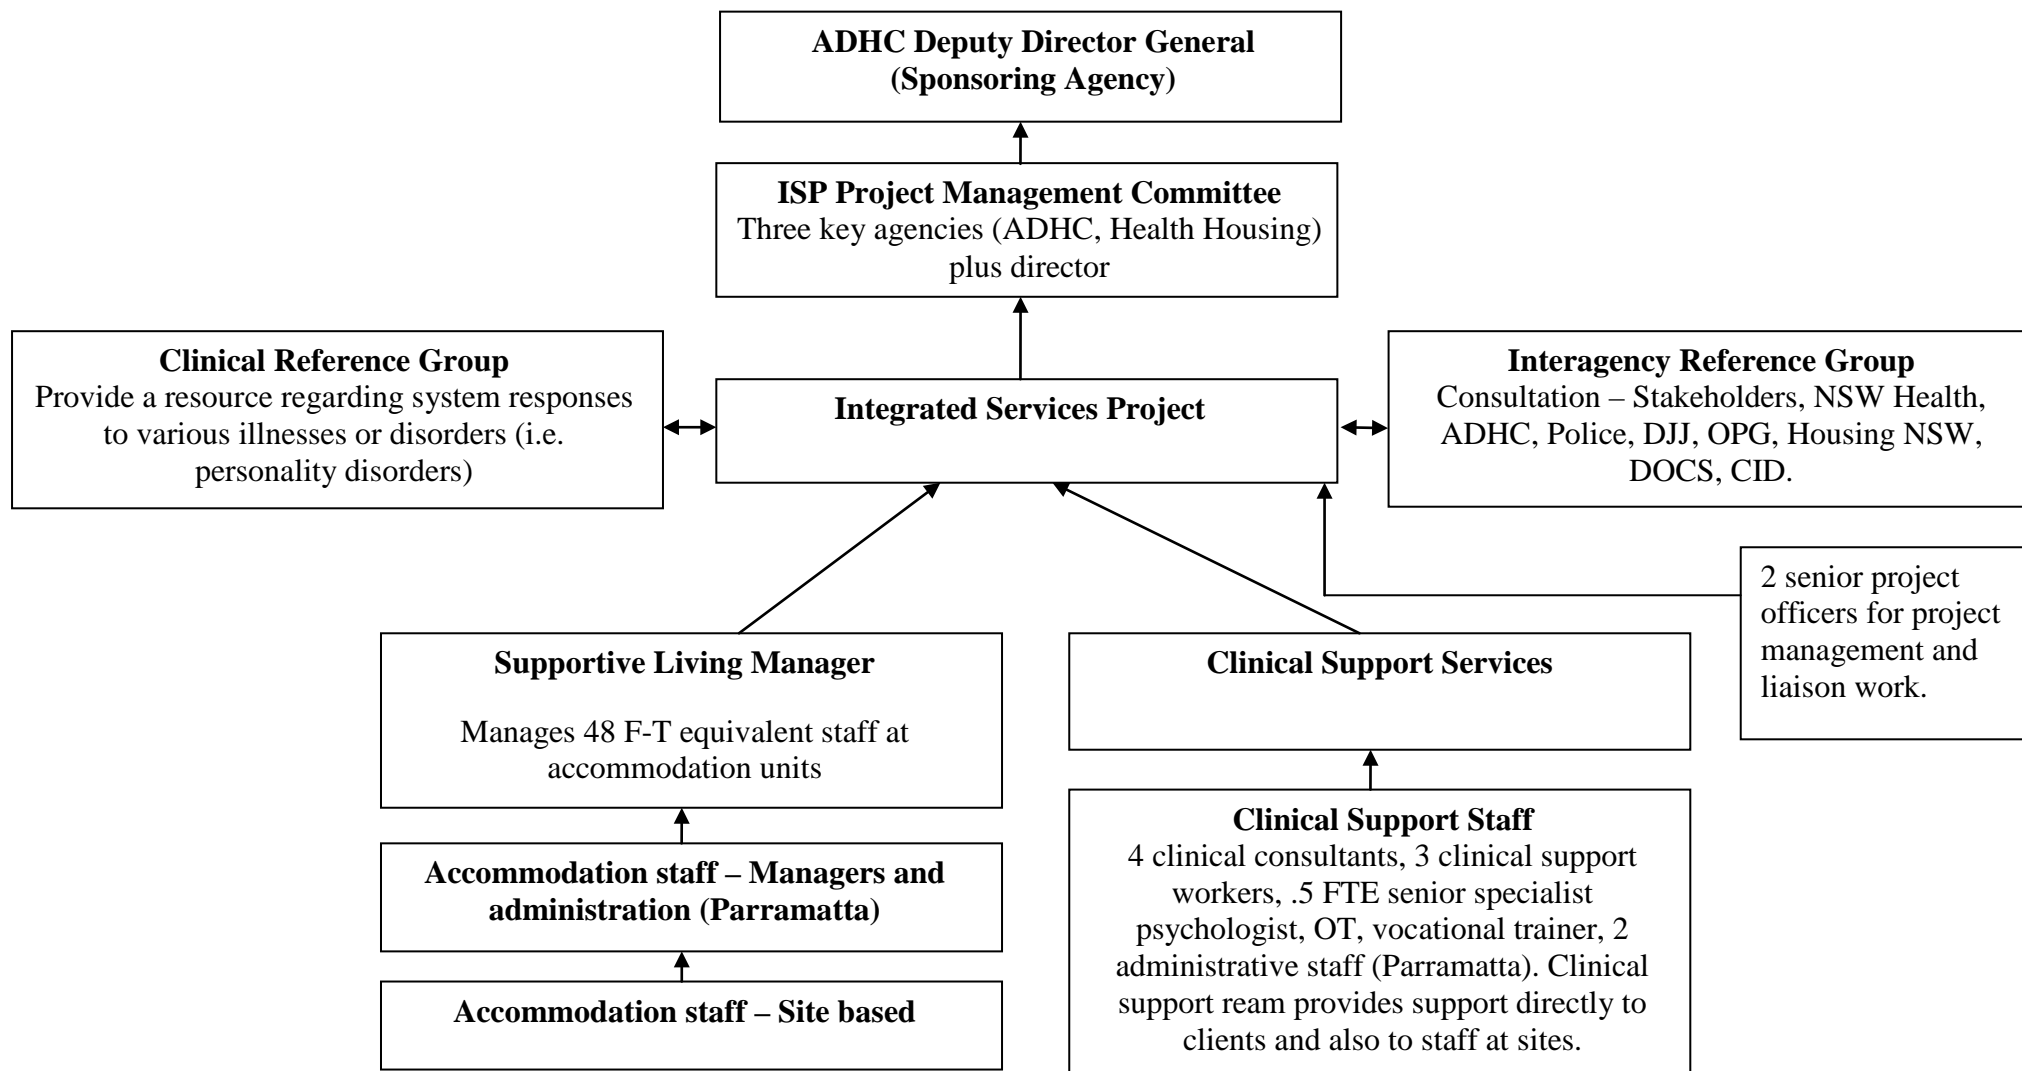 ADHC Deputy Director General
(Sponsoring Agency)
ISP Project Management Committee
Three key agencies (ADHC, Health Housing)
plus director
Clinical Reference Group
Provide a resource regarding system responses
to various illnesses or disorders (i.e.
personality disorders)
Integrated Services Project
Interagency Reference Group
Consultation – Stakeholders, NSW Health,
ADHC, Police, DJJ, OPG, Housing NSW,
DOCS, CID.
2 senior project
officers for project
management and
liaison work.
Supportive Living Manager
Manages 48 F-T equivalent staff at
accommodation units
Clinical Support Services
Accommodation staff – Managers and
administration (Parramatta)
Accommodation staff – Site based
Clinical Support Staff
4 clinical consultants, 3 clinical support
workers, .5 FTE senior specialist
psychologist, OT, vocational trainer, 2
administrative staff (Parramatta). Clinical
support ream provides support directly to
clients and also to staff at sites.